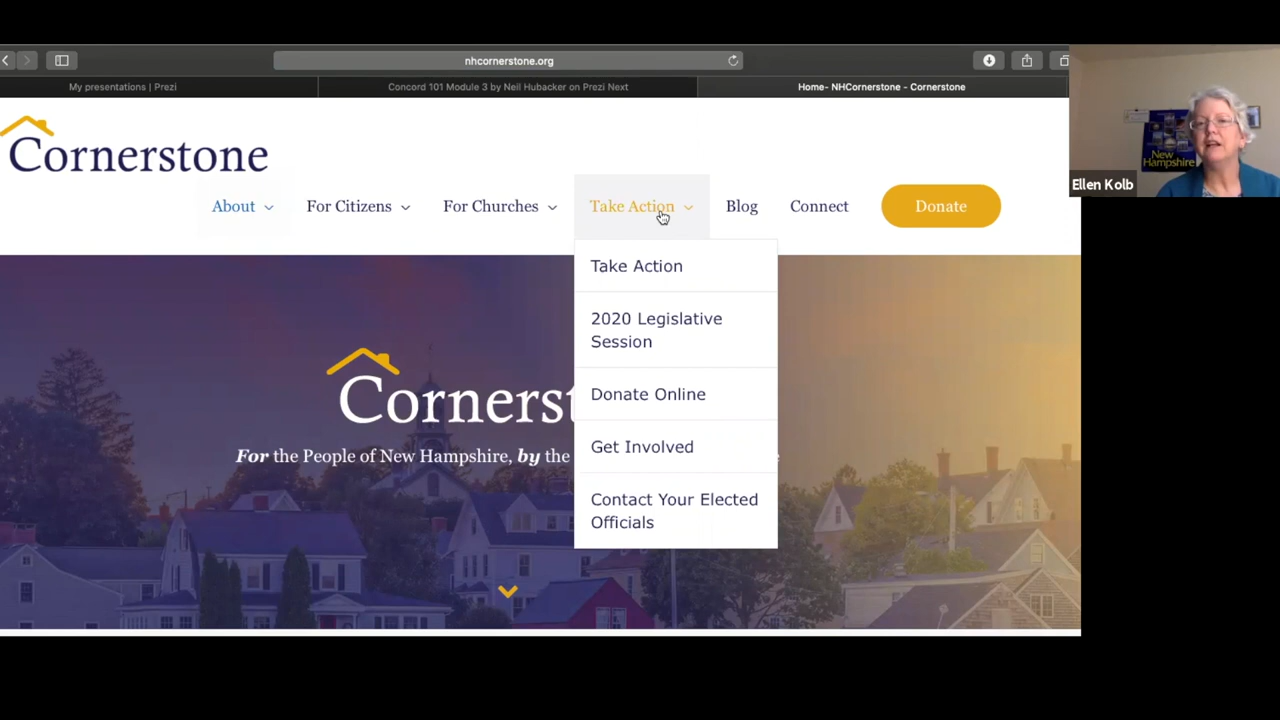 nhcornerstone.org
My presentations | Prezi
Concord 101 Module 3 by Neil Hubacker on Prezi Next
Home- NHCornerstone - Cornerstone
Cornerstone
New
Hampshire
Ellen Kolb
About
For Citizens
For Churches
Take Action
Blog
Connect
Donate
Take Action
2020 Legislative
Session
Donate Online
Get Involved
Contact Your Elected
Officials
Cornerst
For the People of New Hampshire, by the